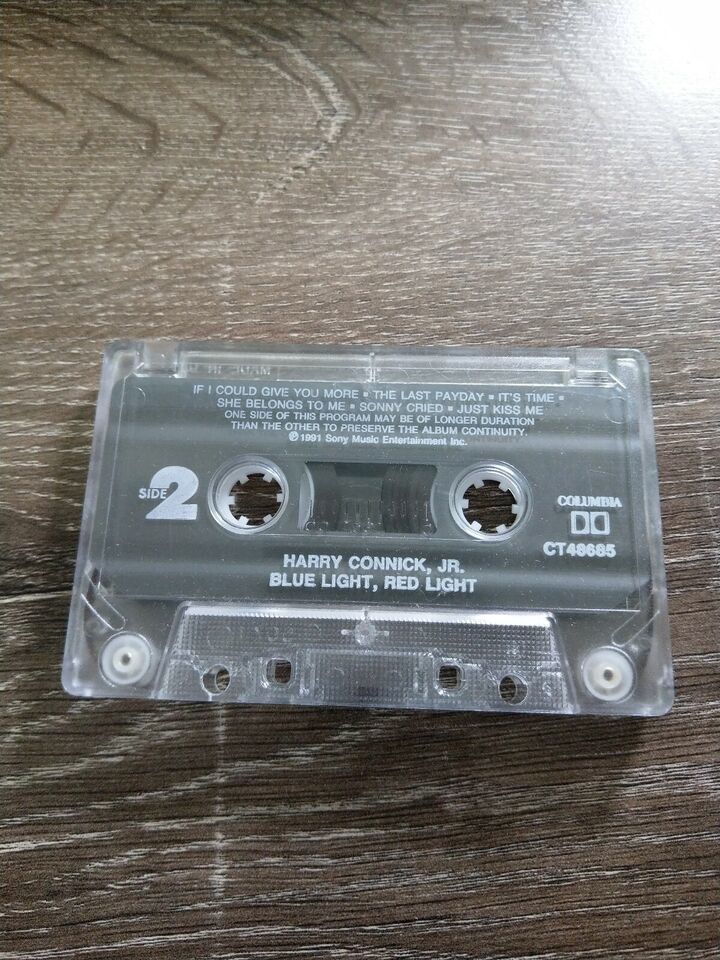 IF I COULD GIVE YOU MORE ▪ THE LAST PAYDAY ▪ IT'S TIME ▪
SHE BELONGS TO ME ▪ SONNY CRIED ▪ JUST KISS ME
ONE SIDE OF THIS PROGRAM MAY BE OF LONGER DURATION
THAN THE OTHER TO PRESERVE THE ALBUM CONTINUITY.
℗ 1991 Sony Music Entertainment Inc.
SIDE 2
COLUMBIA
CT48685
HARRY CONNICK, JR.
BLUE LIGHT, RED LIGHT